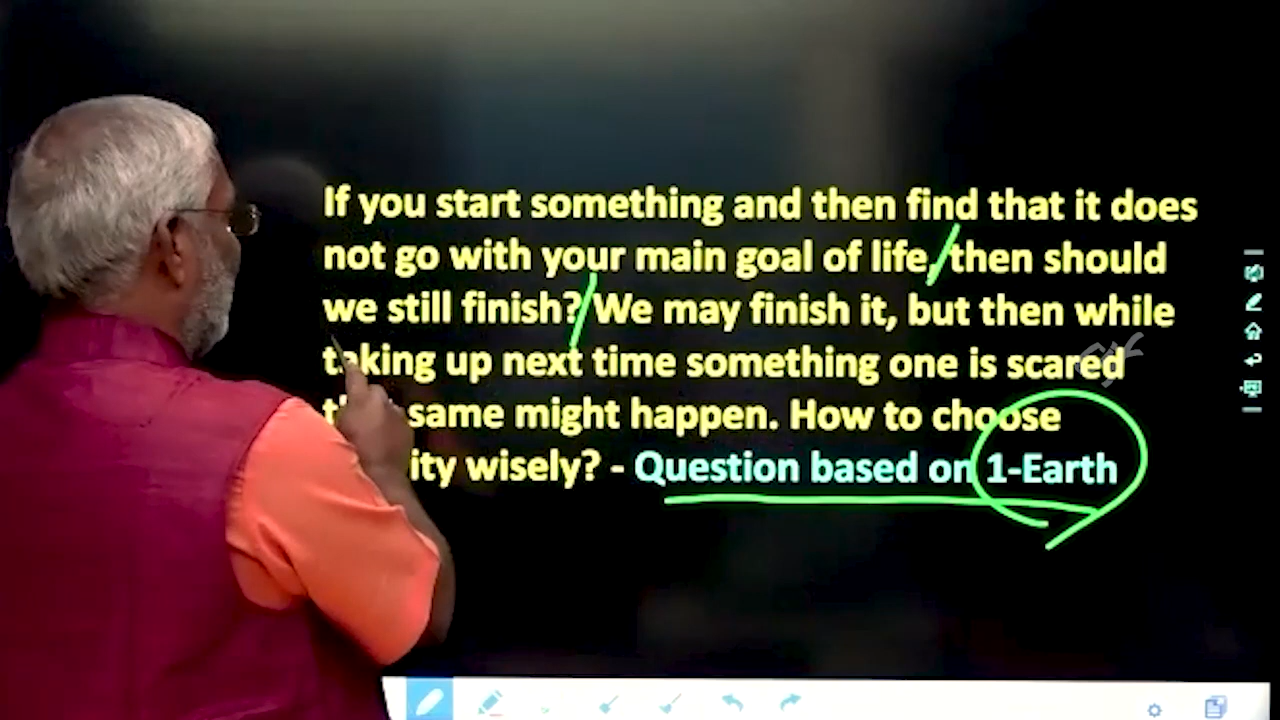 If you start something and then find that it does
not go with your main goal of life, then should
we still finish? We may finish it, but then while
taking up next time something one is scared
same might happen. How to choose
wisely? - Question based on 1-Earth